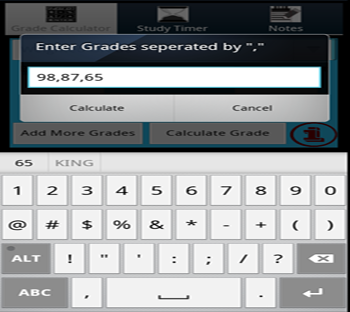 Grade Calculator Study Timer Notes
Enter Grades seperated by ","
98,87,65
Calculate Cancel
Add More Grades Calculate Grade
65 KING
1 2 3 4 5 6 7 8 9 0
@ # $ % & * - + ( )
ALT ! " ' : ; / ?
ABC , .